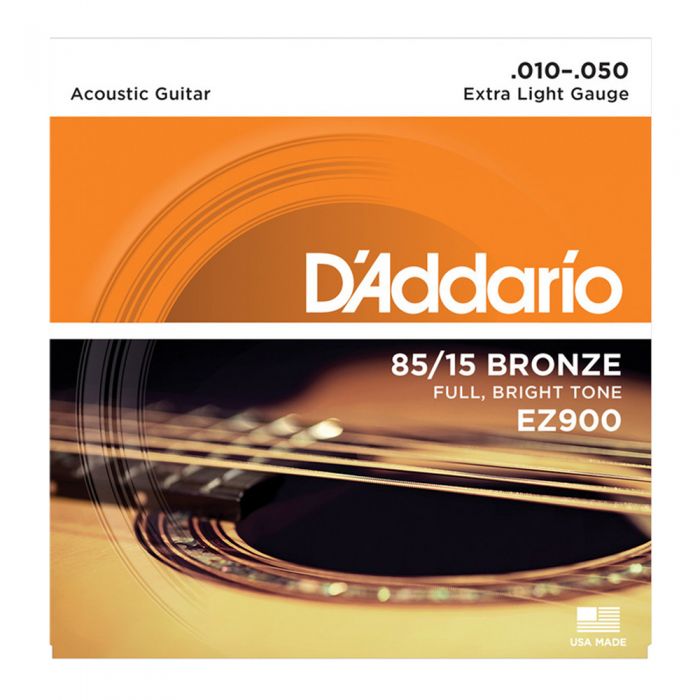 .010–.050
Acoustic Guitar
Extra Light Gauge
D'Addario
85/15 BRONZE
FULL, BRIGHT TONE
EZ900
USA MADE